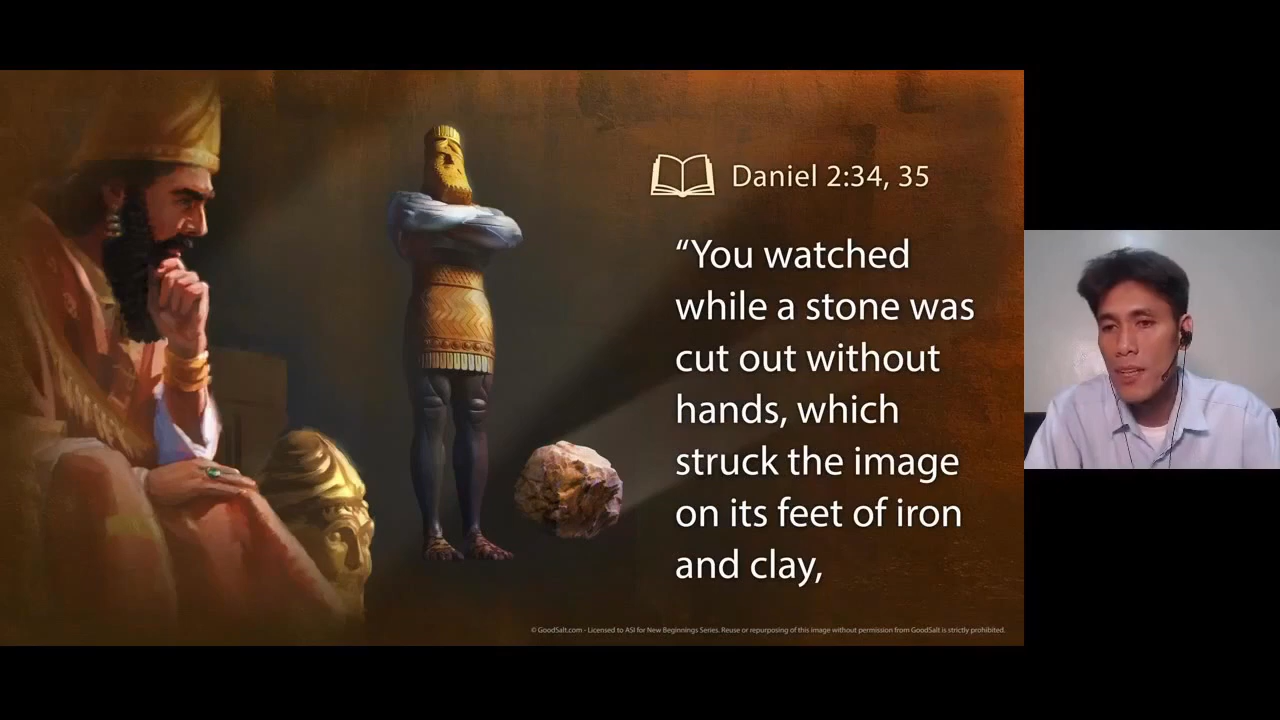 Daniel 2:34, 35
“You watched
while a stone was
cut out without
hands, which
struck the image
on its feet of iron
and clay,
© GoodSalt.com - Licensed to ASI for New Beginnings Series. Reuse or repurposing of this image without permission from GoodSalt is strictly prohibited.